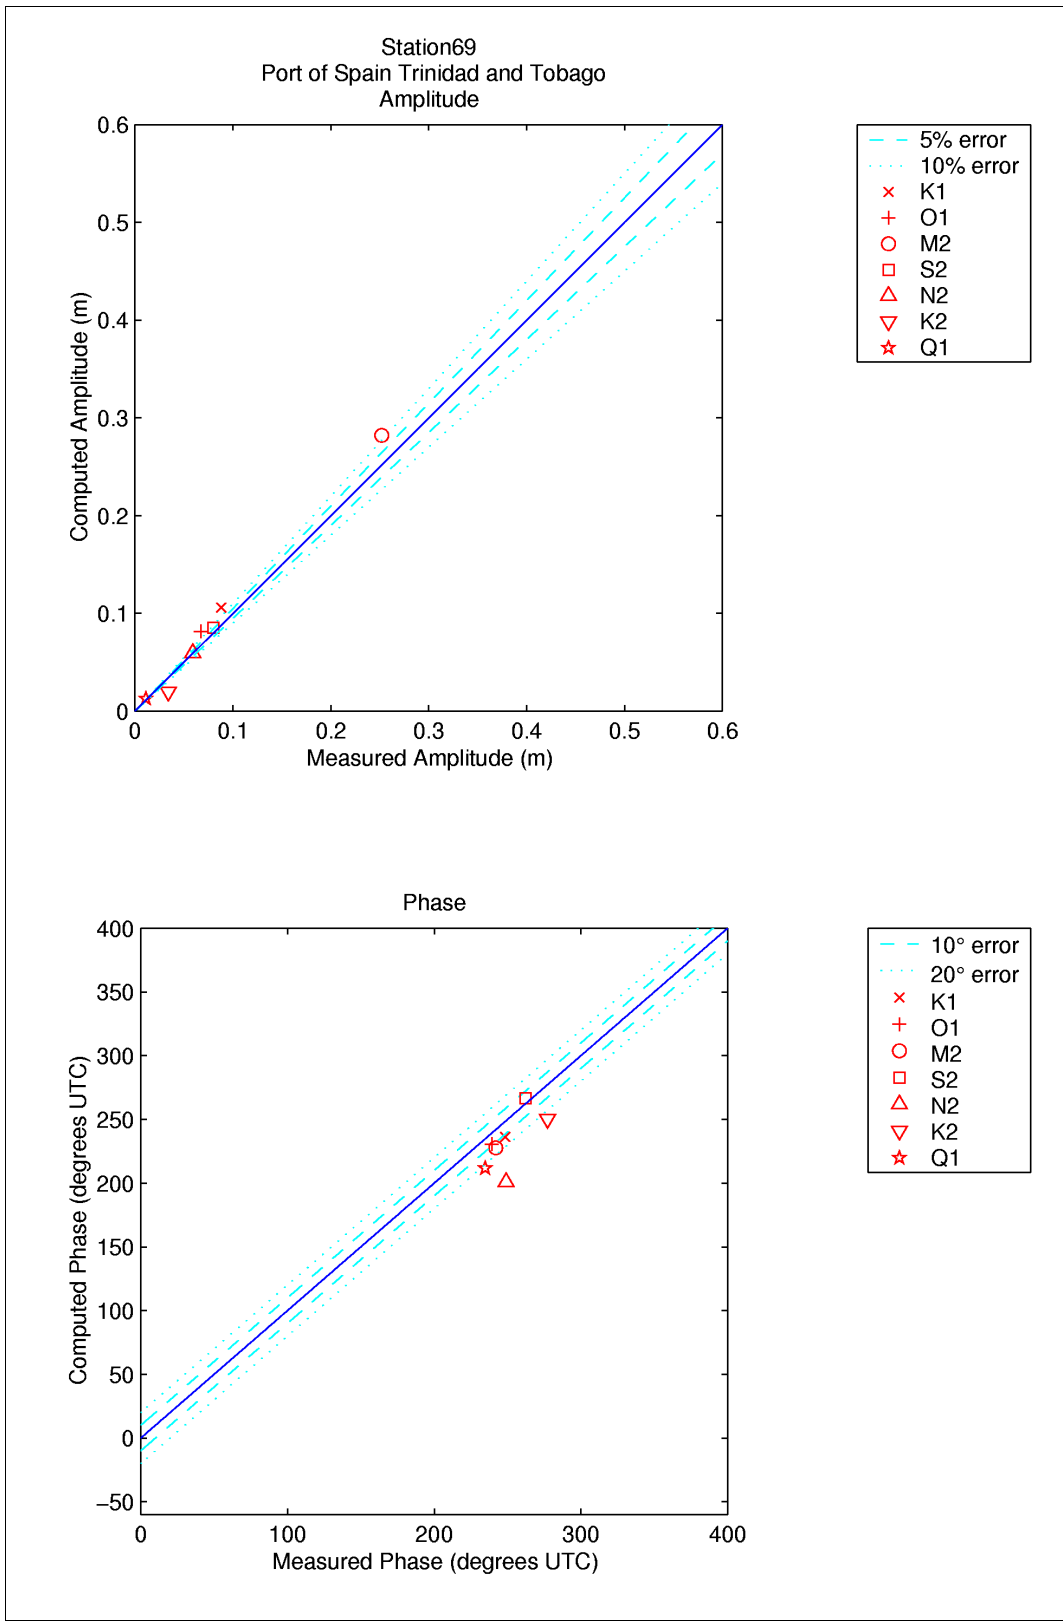 Station69
Port of Spain Trinidad and Tobago
Amplitude
0.6
0.5
0.4
0.3
0.2
0.1
0
0 0.1 0.2 0.3 0.4 0.5 0.6
Computed Amplitude (m)
Measured Amplitude (m)
5% error
10% error
K1
O1
M2
S2
N2
K2
Q1
Phase
400
350
300
250
200
150
100
50
0
−50
0 100 200 300 400
Computed Phase (degrees UTC)
Measured Phase (degrees UTC)
10° error
20° error
K1
O1
M2
S2
N2
K2
Q1